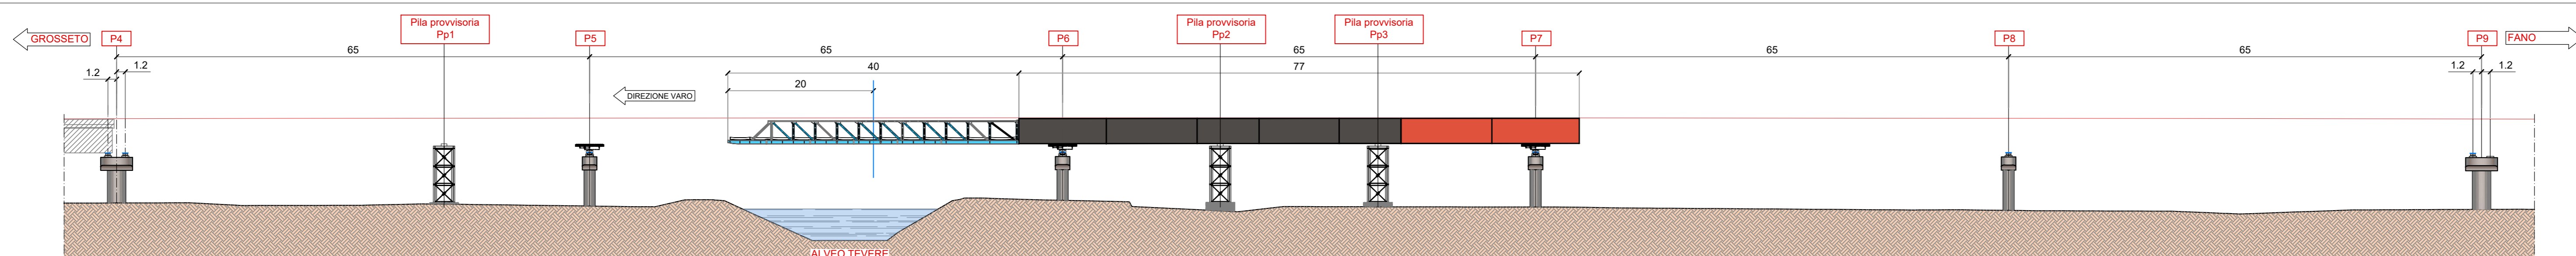 GROSSETO
P4
Pila provvisoria
Pp1
P5
P6
Pila provvisoria
Pp2
Pila provvisoria
Pp3
P7
P8
P9
FANO
65
65
65
65
65
1.2
1.2
40
77
20
DIREZIONE VARO
1.2
1.2
ALVEO TEVERE